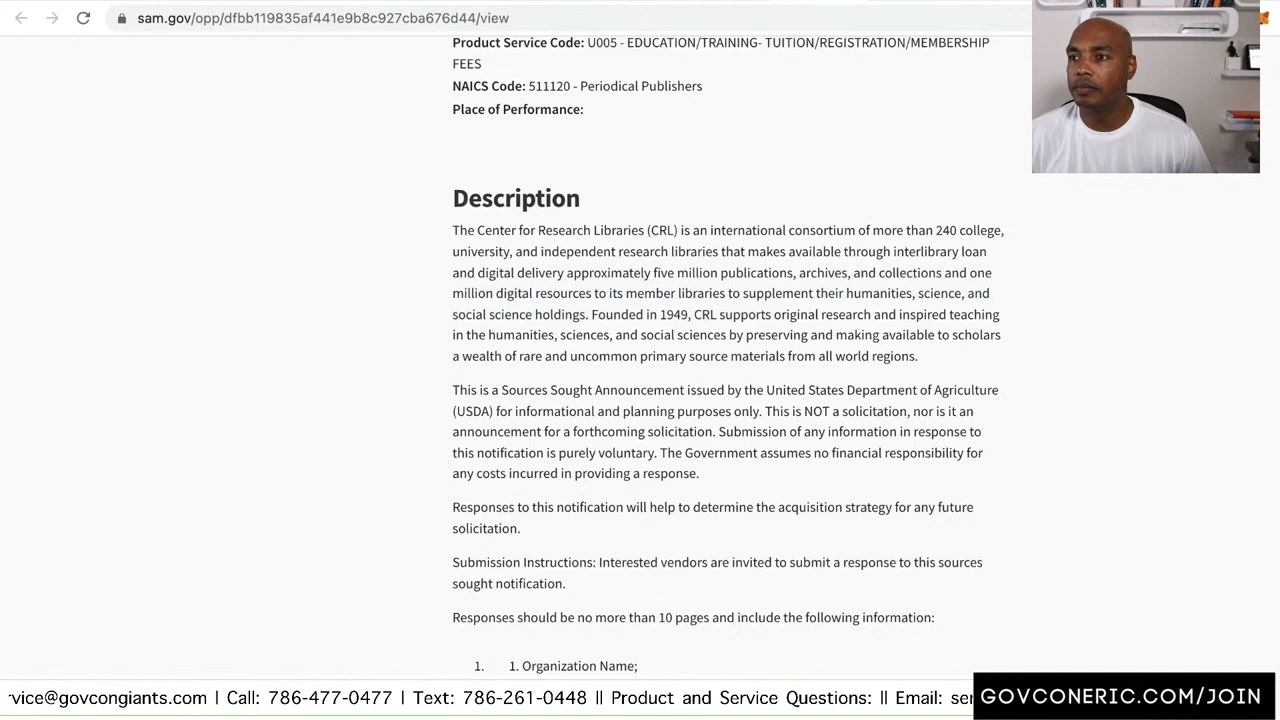 sam.gov/opp/dfbb119835af441e9b8c927cba676d44/view
Product Service Code: U005 - EDUCATION/TRAINING- TUITION/REGISTRATION/MEMBERSHIP
FEES
NAICS Code: 511120 - Periodical Publishers
Place of Performance:
Description
The Center for Research Libraries (CRL) is an international consortium of more than 240 college,
university, and independent research libraries that makes available through interlibrary loan
and digital delivery approximately five million publications, archives, and collections and one
million digital resources to its member libraries to supplement their humanities, science, and
social science holdings. Founded in 1949, CRL supports original research and inspired teaching
in the humanities, sciences, and social sciences by preserving and making available to scholars
a wealth of rare and uncommon primary source materials from all world regions.
This is a Sources Sought Announcement issued by the United States Department of Agriculture
(USDA) for informational and planning purposes only. This is NOT a solicitation, nor is it an
announcement for a forthcoming solicitation. Submission of any information in response to
this notification is purely voluntary. The Government assumes no financial responsibility for
any costs incurred in providing a response.
Responses to this notification will help to determine the acquisition strategy for any future
solicitation.
Submission Instructions: Interested vendors are invited to submit a response to this sources
sought notification.
Responses should be no more than 10 pages and include the following information:
1. 1. Organization Name;
rvice@govcongiants.com | Call: 786-477-0477 | Text: 786-261-0448 || Product and Service Questions: || Email: ser
GOVCONERIC.COM/JOIN